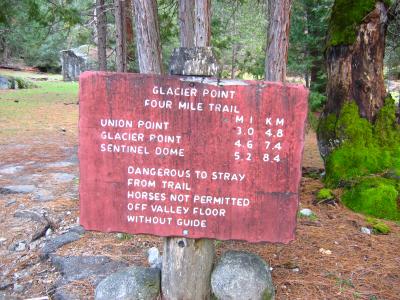 GLACIER POINT
FOUR MILE TRAIL
MI KM
UNION POINT 3.0 4.8
GLACIER POINT 4.6 7.4
SENTINEL DOME 5.2 8.4
DANGEROUS TO STRAY
FROM TRAIL
HORSES NOT PERMITTED
OFF VALLEY FLOOR
WITHOUT GUIDE